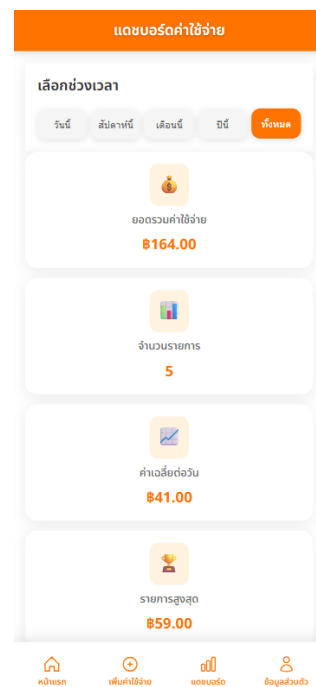 แดชบอร์ดค่าใช้จ่าย
เลือกช่วงเวลา
วันนี้ สัปดาห์นี้ เดือนนี้ ปีนี้ ทั้งหมด
ยอดรวมค่าใช้จ่าย
฿164.00
จำนวนรายการ
5
ค่าเฉลี่ยต่อวัน
฿41.00
รายการสูงสุด
฿59.00
หน้าแรก เพิ่มค่าใช้จ่าย แดชบอร์ด ข้อมูลส่วนตัว